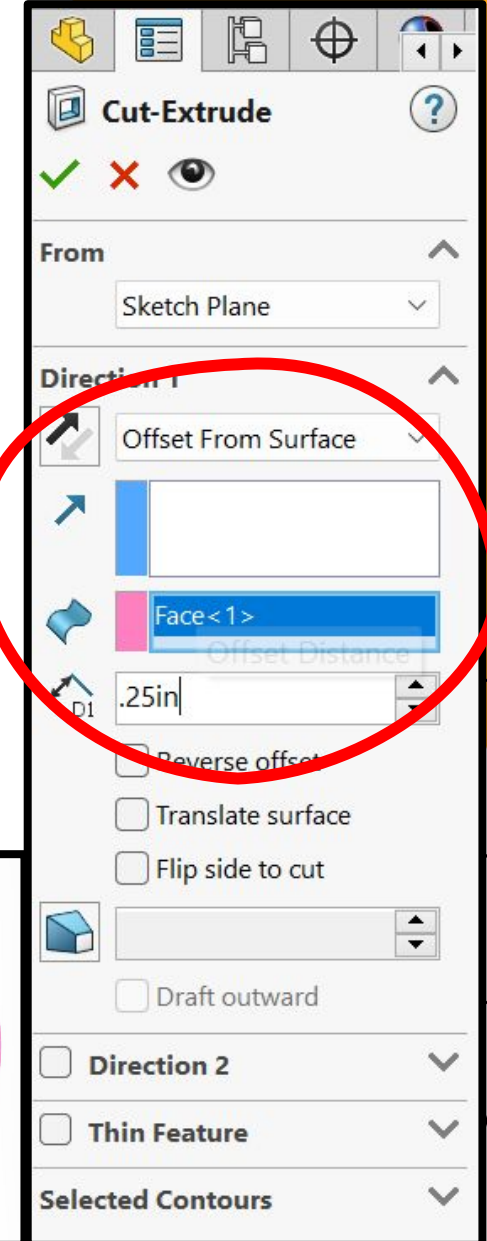 Cut-Extrude
?
From
Sketch Plane
Direction 1
Offset From Surface
Face<1>
Offset Distance
D1 .25in
Reverse offset
Translate surface
Flip side to cut
Draft outward
Direction 2
Thin Feature
Selected Contours